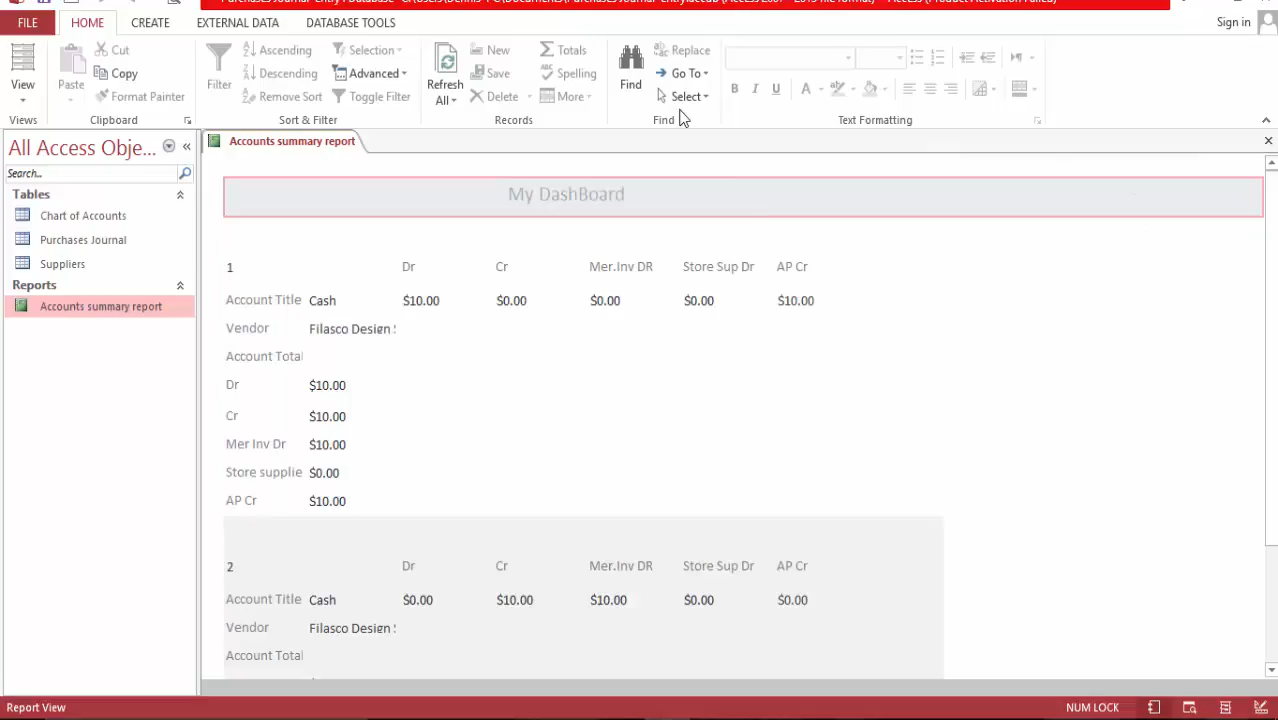 FILE HOME CREATE EXTERNAL DATA DATABASE TOOLS Sign in
View Paste Cut Copy Format Painter Filter Ascending Descending Remove Sort Selection Advanced Toggle Filter Refresh All New Save Delete Totals Spelling More Find Replace Go To Select B I U A
Views Clipboard Sort & Filter Records Find Text Formatting
All Access Obje...
Search...
Tables
Chart of Accounts
Purchases Journal
Suppliers
Reports
Accounts summary report
Accounts summary report
My DashBoard
1 Dr Cr Mer.Inv DR Store Sup Dr AP Cr
Account Title Cash $10.00 $0.00 $0.00 $0.00 $10.00
Vendor Filasco Design
Account Total
Dr $10.00
Cr $10.00
Mer Inv Dr $10.00
Store supplie $0.00
AP Cr $10.00
2 Dr Cr Mer.Inv DR Store Sup Dr AP Cr
Account Title Cash $0.00 $10.00 $10.00 $0.00 $0.00
Vendor Filasco Design
Account Total
Report View NUM LOCK